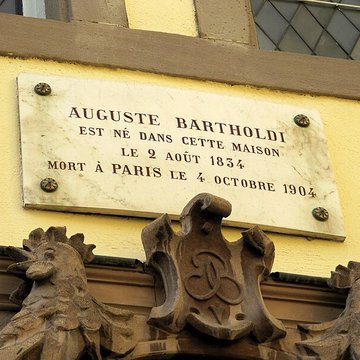 AUGUSTE BARTHOLDI
EST NÉ DANS CETTE MAISON
LE 2 AOÛT 1834
MORT À PARIS LE 4 OCTOBRE 1904